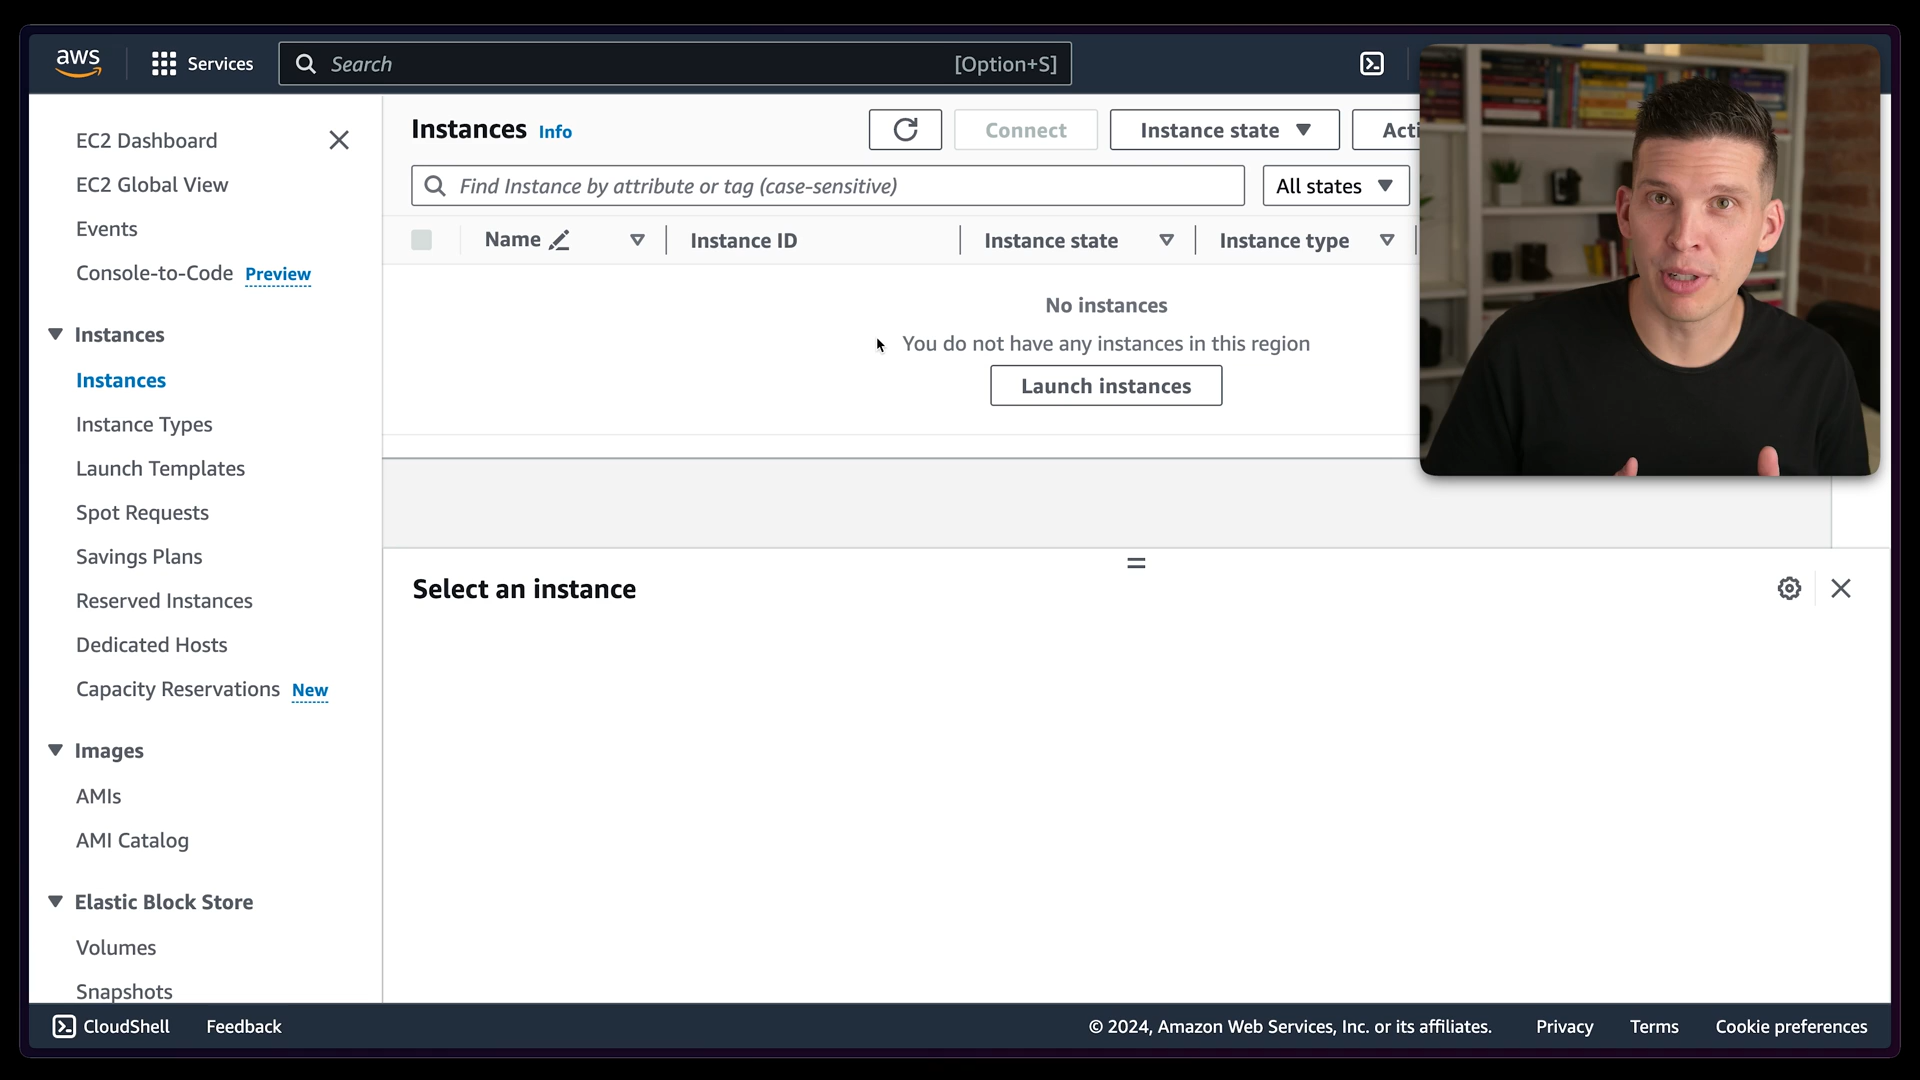 aws
Services
Search
[Option+S]
EC2 Dashboard
EC2 Global View
Events
Console-to-Code Preview
Instances
Instances
Instance Types
Launch Templates
Spot Requests
Savings Plans
Reserved Instances
Dedicated Hosts
Capacity Reservations New
Images
AMIs
AMI Catalog
Elastic Block Store
Volumes
Snapshots
Instances Info
Connect
Instance state
Acti
Find Instance by attribute or tag (case-sensitive)
All states
Name
Instance ID
Instance state
Instance type
No instances
You do not have any instances in this region
Launch instances
Select an instance
CloudShell
Feedback
© 2024, Amazon Web Services, Inc. or its affiliates.
Privacy
Terms
Cookie preferences